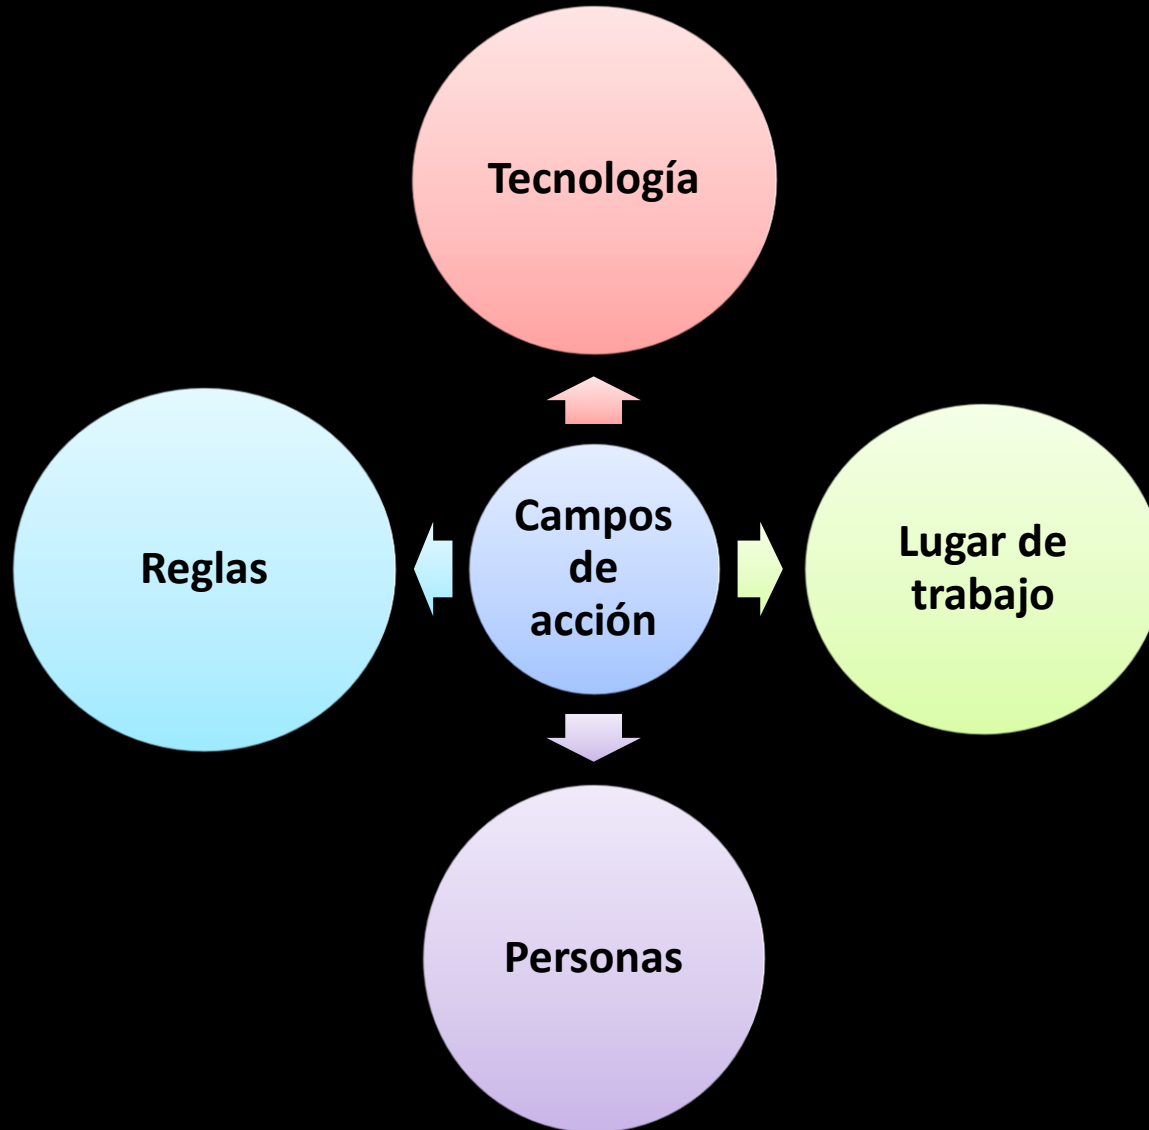 Tecnología
Reglas
Campos
de
acción
Lugar de
trabajo
Personas